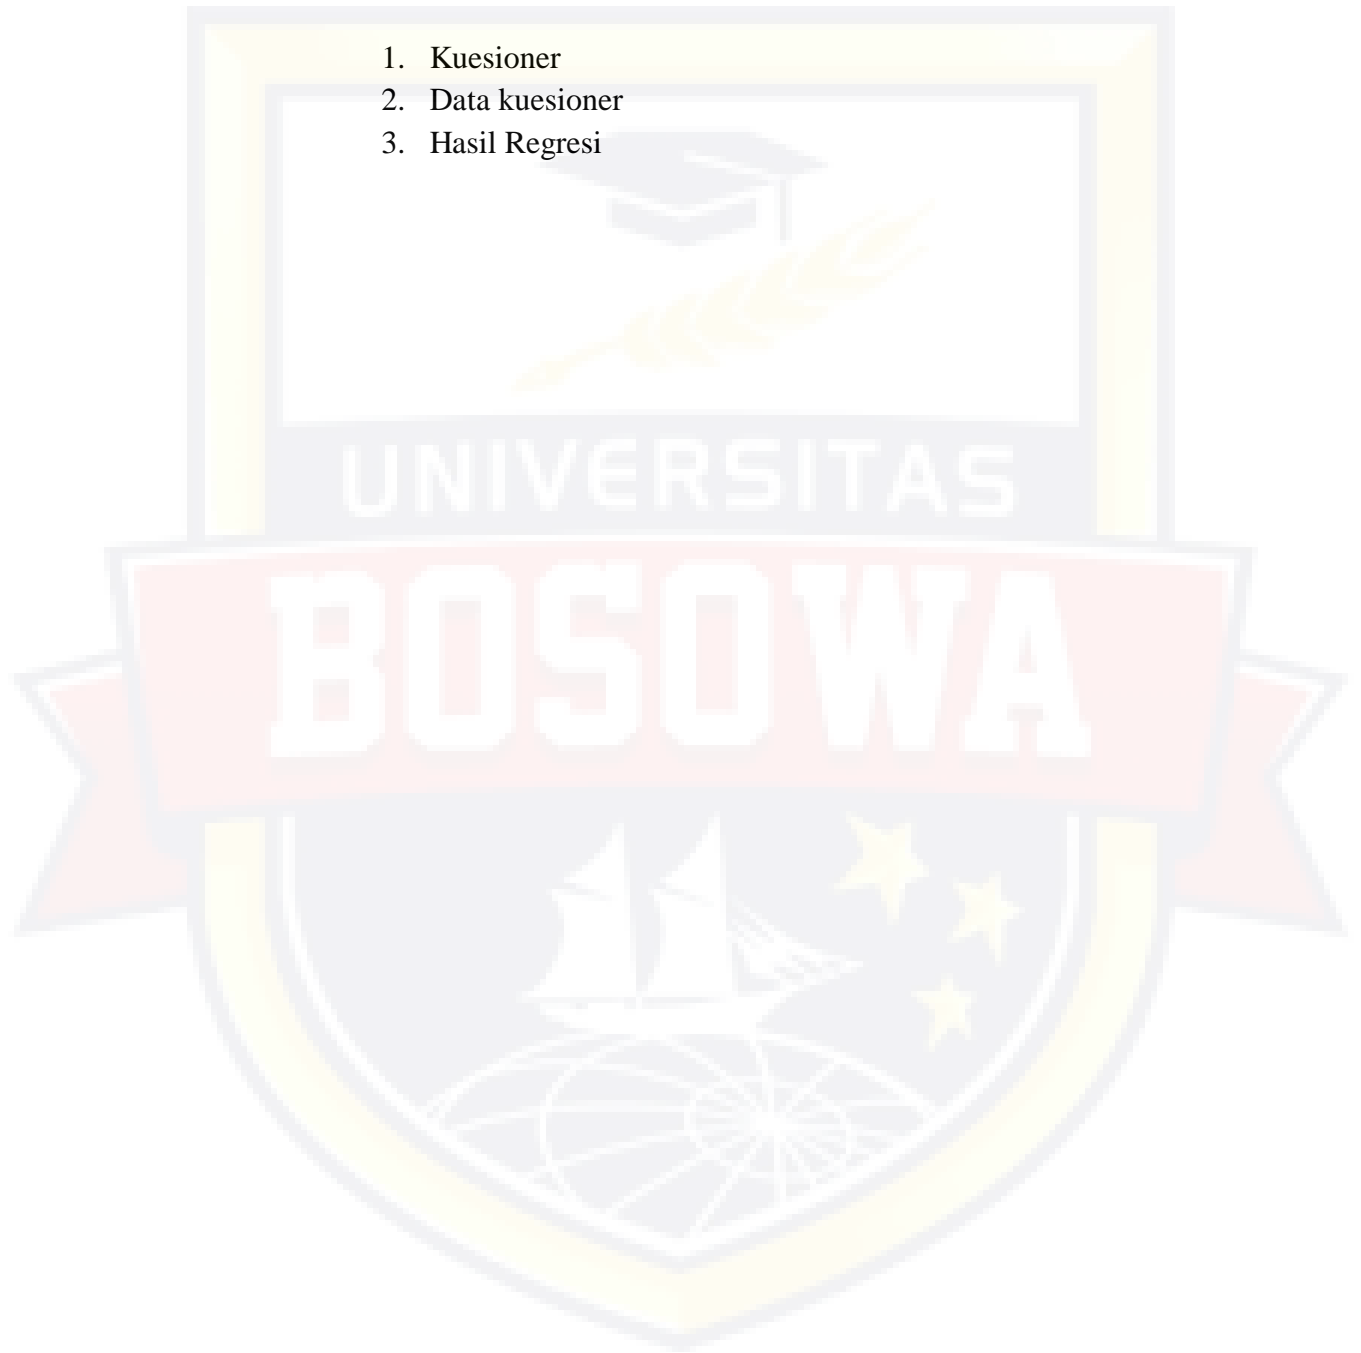 1. Kuesioner
2. Data kuesioner
3. Hasil Regresi
UNIVERSITAS
BOSOWA